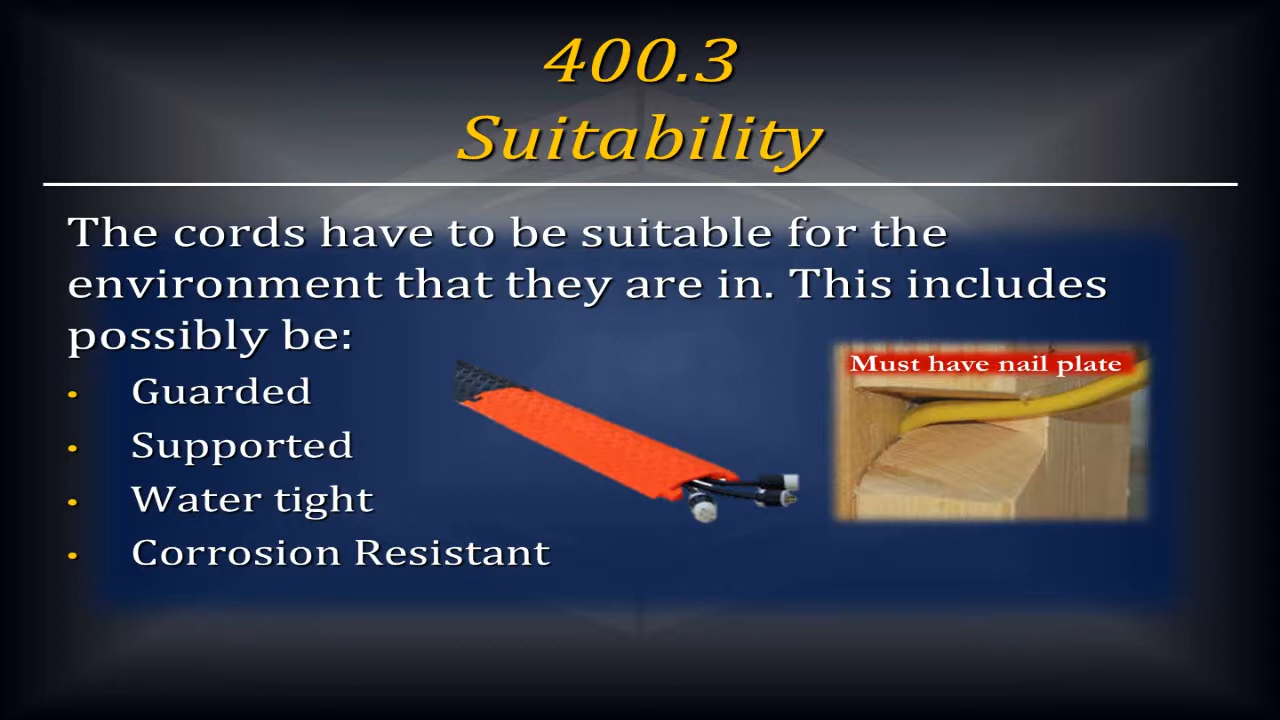 400.3
Suitability
The cords have to be suitable for the
environment that they are in. This includes
possibly be:
• Guarded
• Supported
• Water tight
• Corrosion Resistant
Must have nail plate